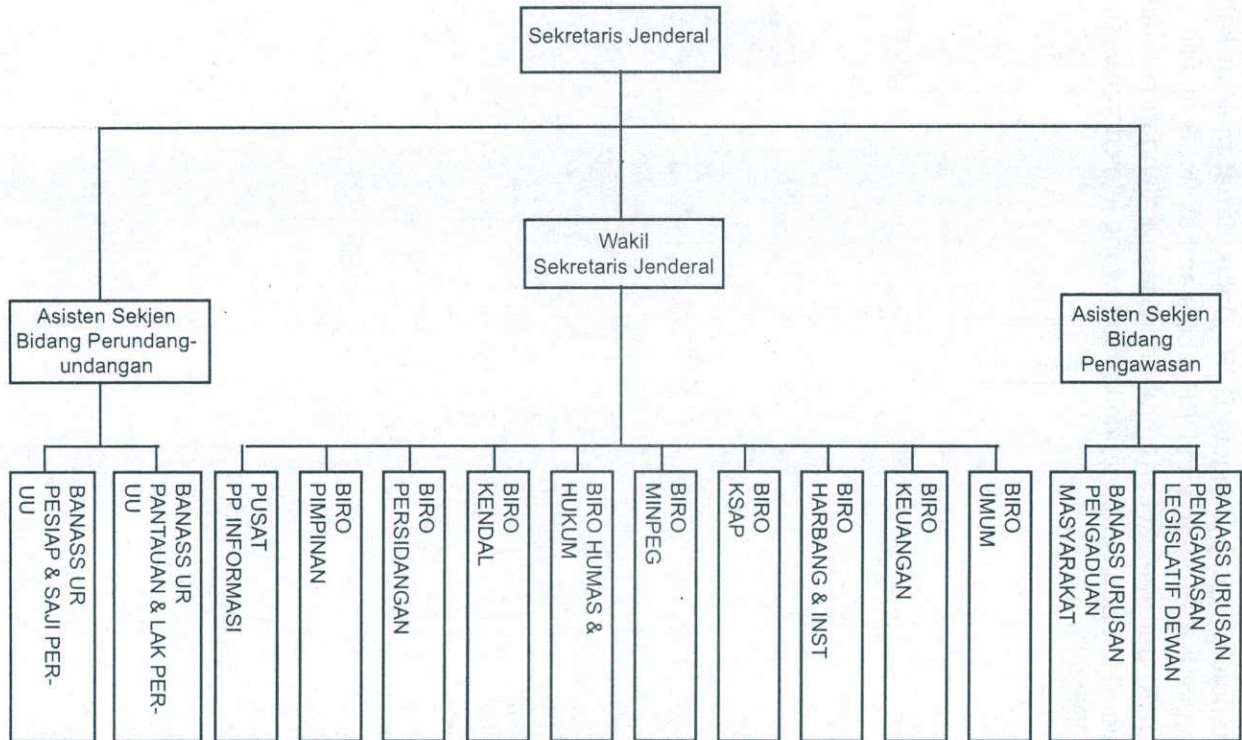 Sekretaris Jenderal
Wakil
Sekretaris Jenderal
Asisten Sekjen
Bidang Perundang-
undangan
Asisten Sekjen
Bidang
Pengawasan
BANASS UR
PESIAP & SAJI PER-
UU
BANASS UR
PANTAUAN & LAK PER-
UU
PUSAT
PP INFORMASI
BIRO
PIMPINAN
BIRO
PERSIDANGAN
BIRO
KENDAL
BIRO HUMAS &
HUKUM
BIRO
MINPEG
BIRO
KSAP
BIRO
HARBANG & INST
BIRO
KEUANGAN
BIRO
UMUM
BANASS URUSAN
PENGADUAN
MASYARAKAT
BANASS URUSAN
PENGAWASAN
LEGISLATIF DEWAN